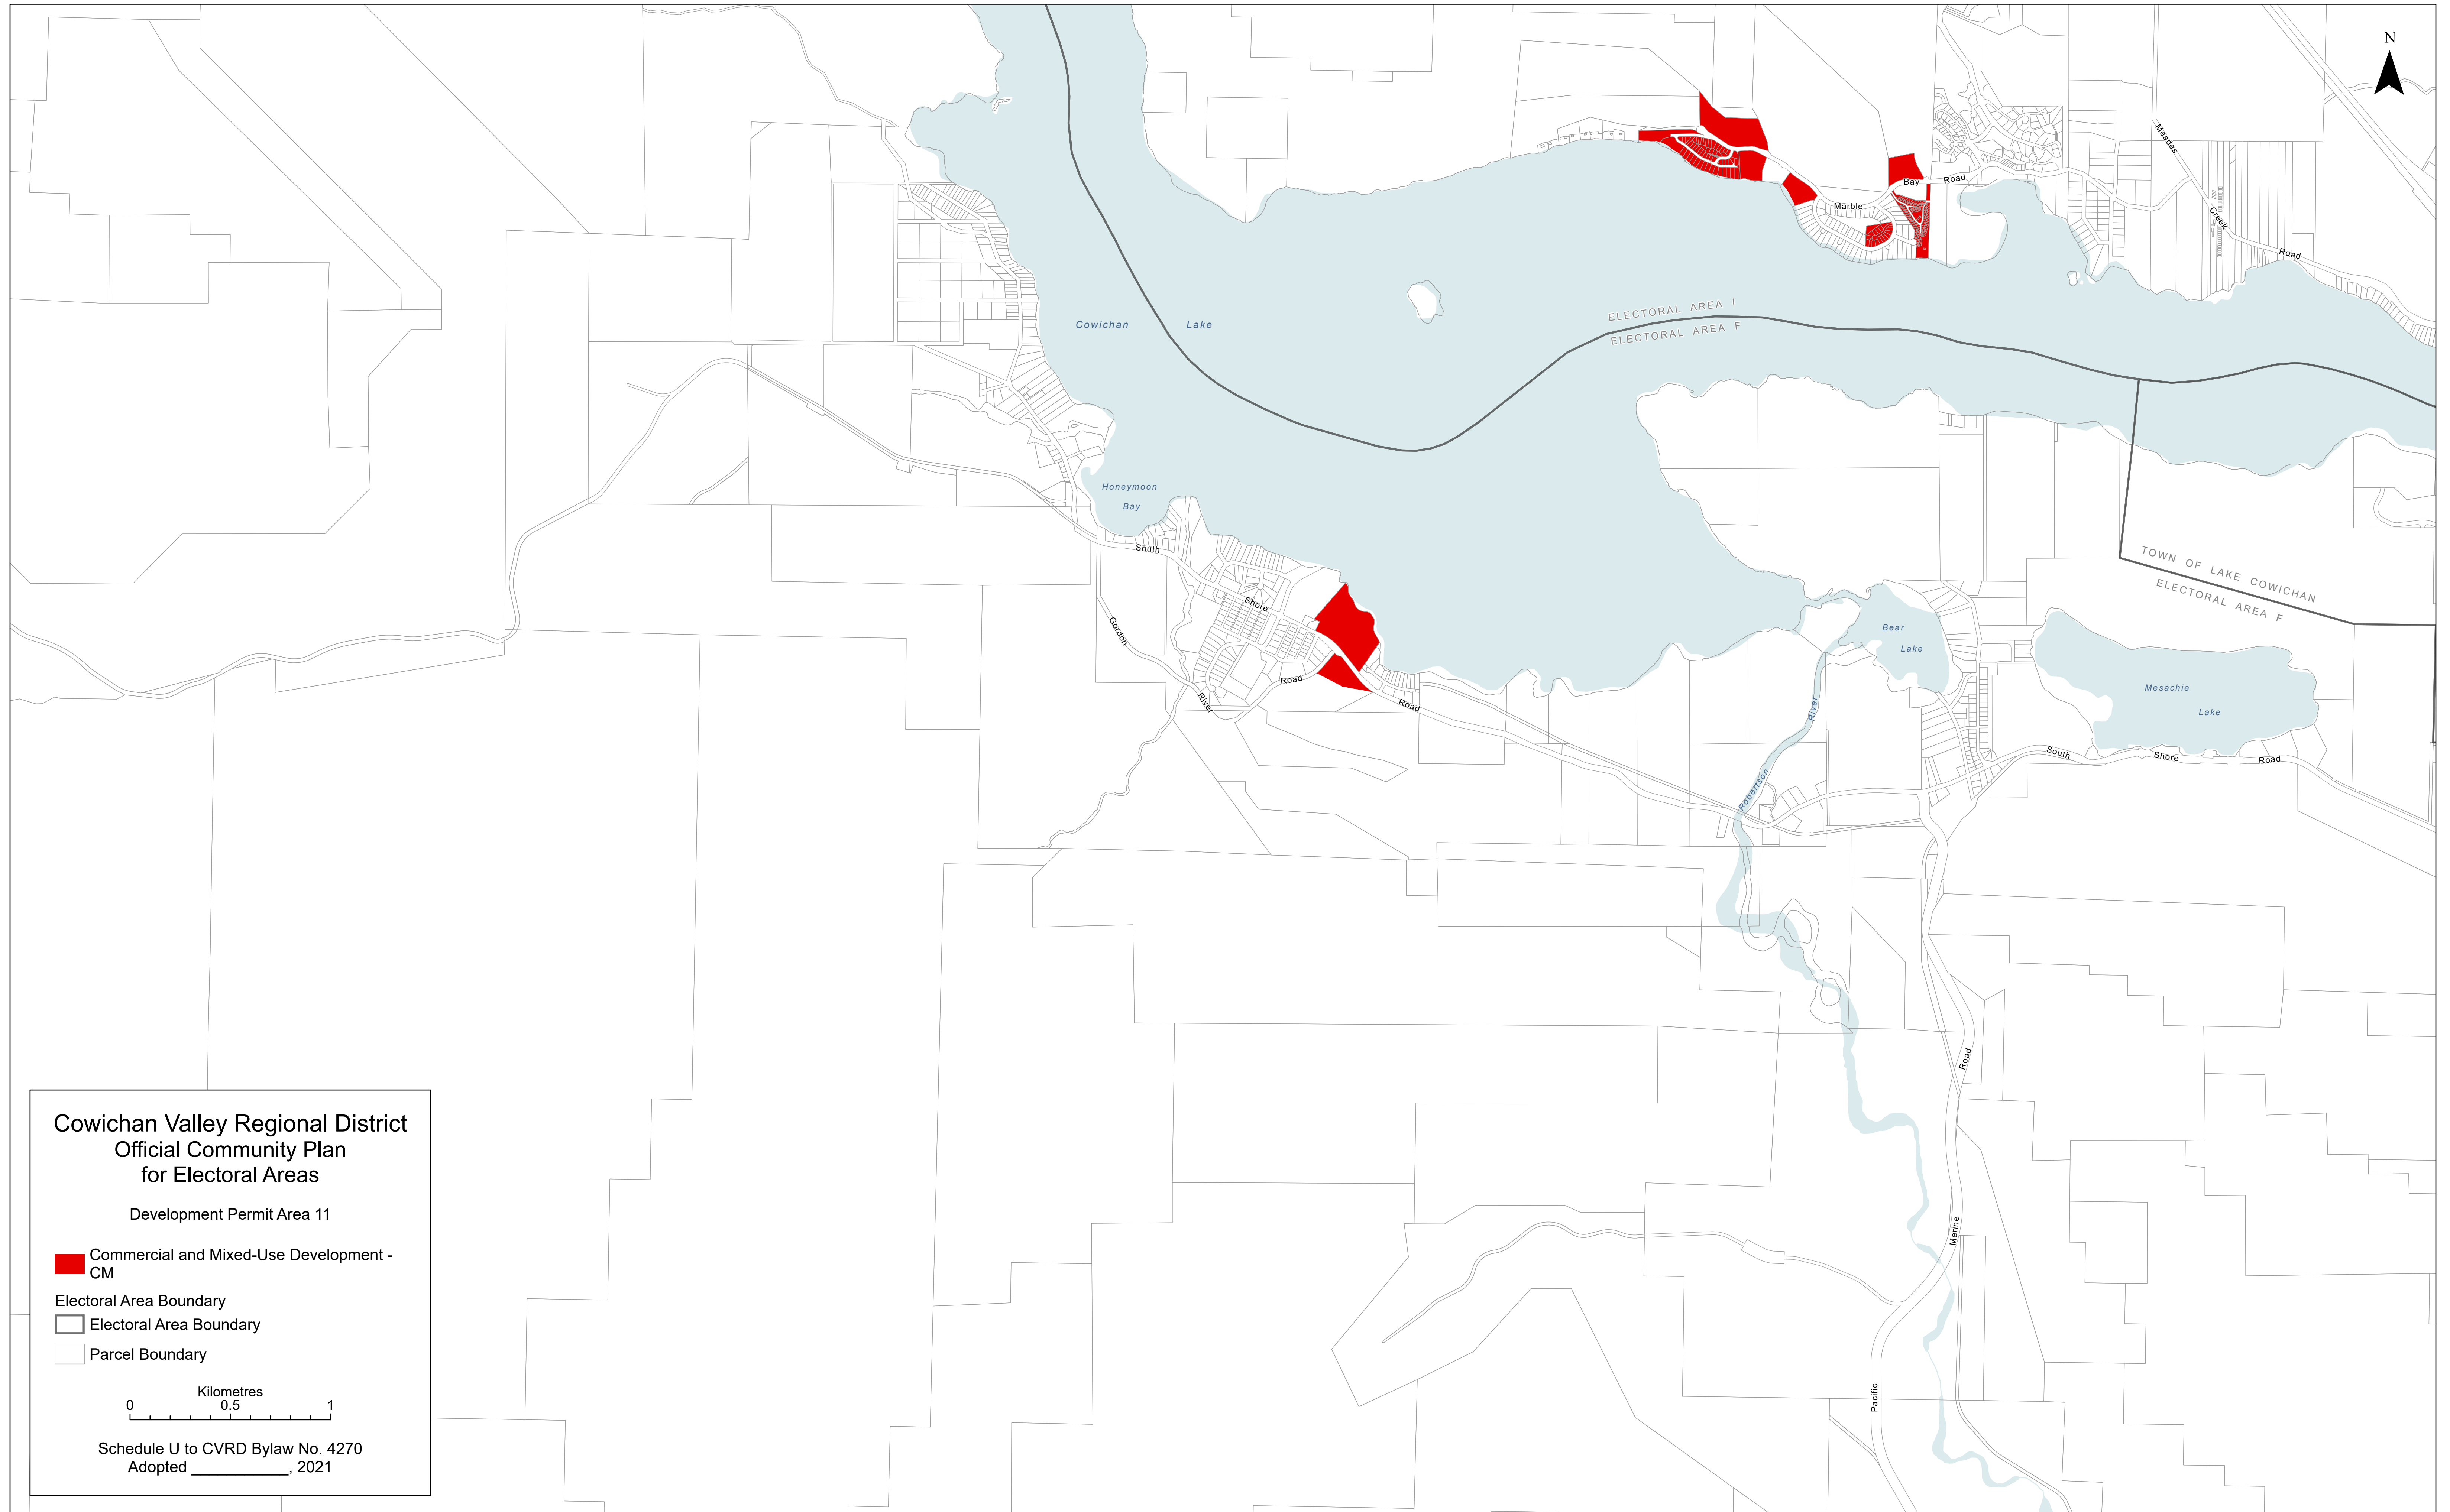 N
Meades
Creek
Road
Bay Road
Marble
ELECTORAL AREA I
ELECTORAL AREA F
Cowichan Lake
Honeymoon
Bay
South
Shore
Road
Gordon
River
Road
TOWN OF LAKE COWICHAN
ELECTORAL AREA F
Bear
Lake
Mesachie
Lake
River
Robertson
South Shore Road
Road
Marine
Pacific
Cowichan Valley Regional District
Official Community Plan
for Electoral Areas
Development Permit Area 11
Commercial and Mixed-Use Development -
CM
Electoral Area Boundary
Electoral Area Boundary
Parcel Boundary
Kilometres
0 0.5 1
Schedule U to CVRD Bylaw No. 4270
Adopted ___________, 2021